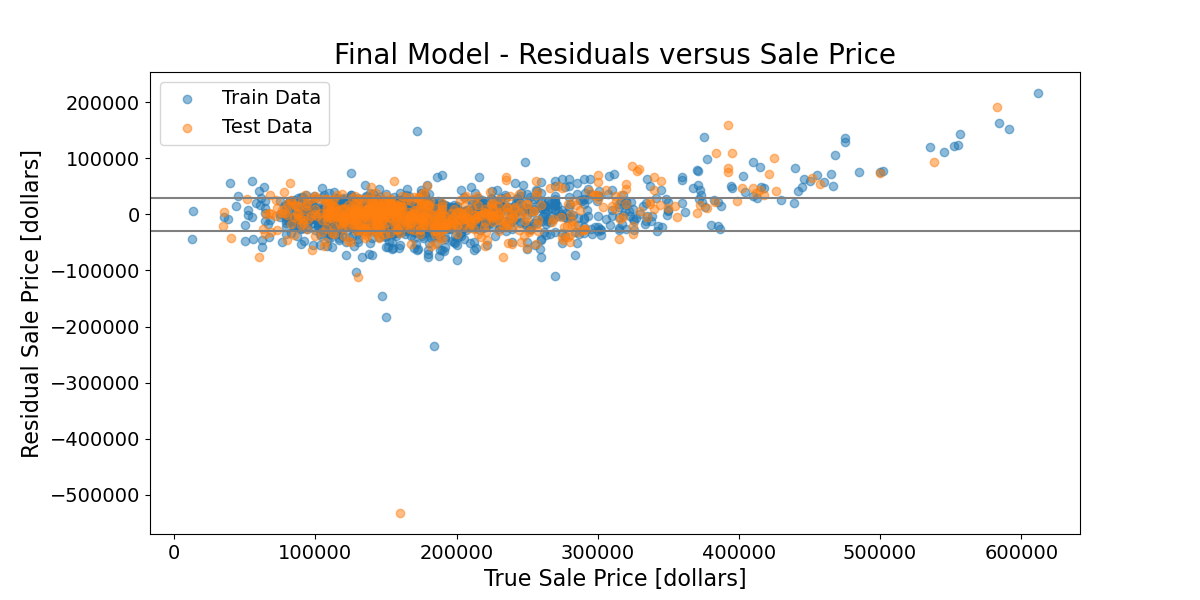 Final Model - Residuals versus Sale Price
Train Data
Test Data
Residual Sale Price [dollars]
200000
100000
0
−100000
−200000
−300000
−400000
−500000
0 100000 200000 300000 400000 500000 600000
True Sale Price [dollars]